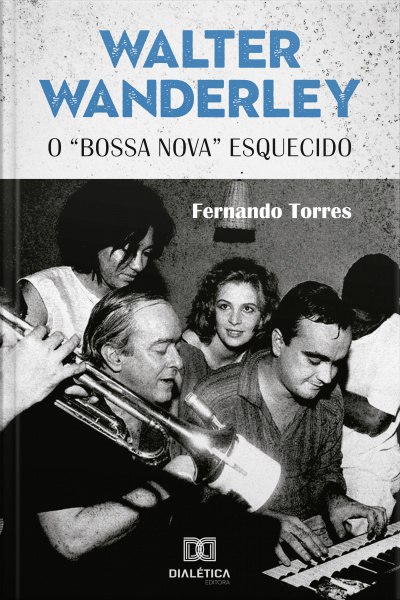 WALTER
WANDERLEY
O “BOSSA NOVA” ESQUECIDO
Fernando Torres
DIALÉTICA
EDITORA